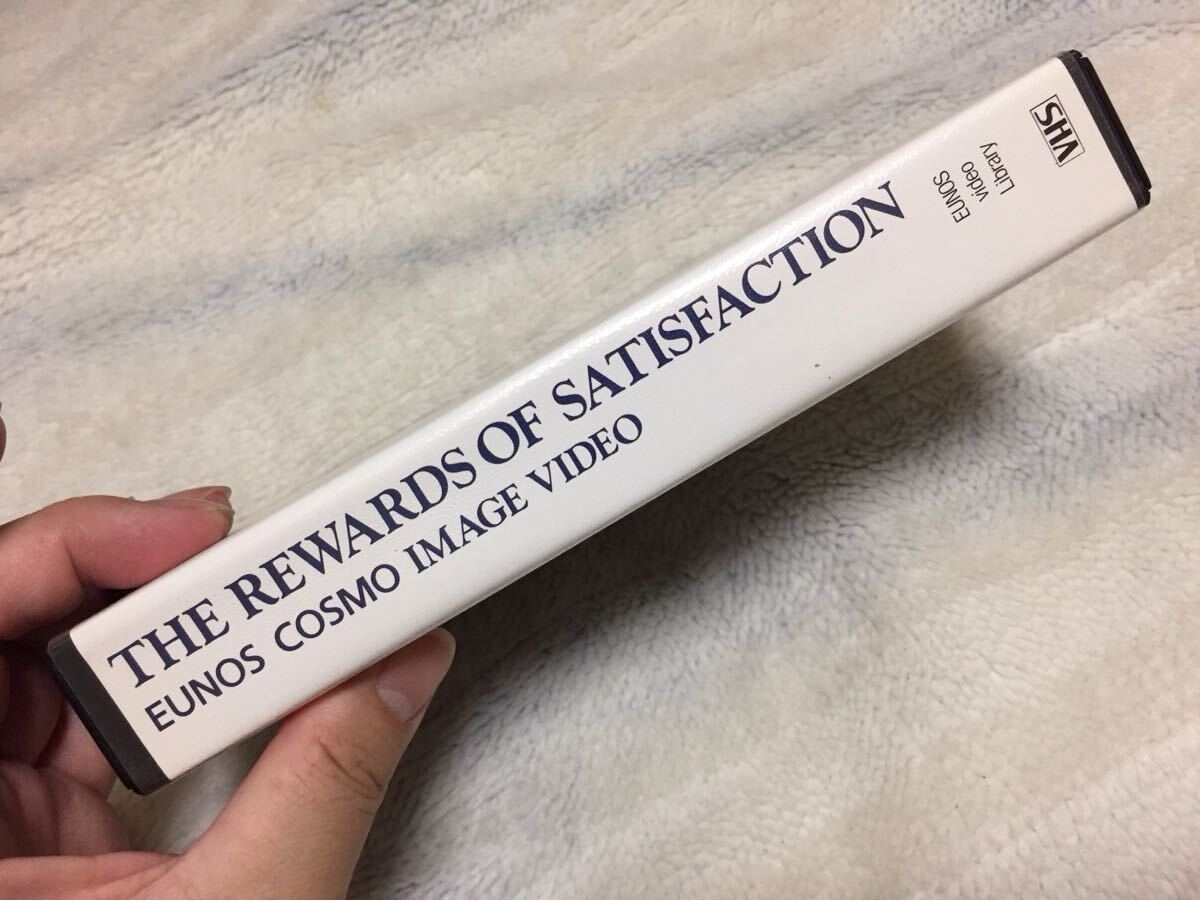 THE REWARDS OF SATISFACTION
EUNOS COSMO IMAGE VIDEO
EUNOS
video
Library
VHS